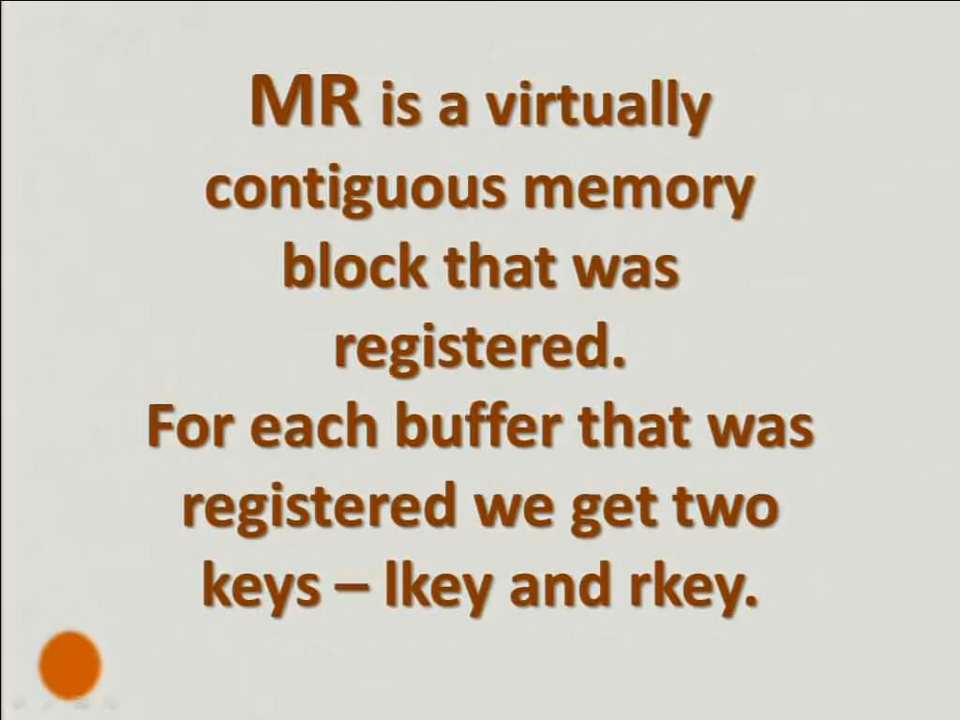 MR is a virtually
contiguous memory
block that was
registered.
For each buffer that was
registered we get two
keys – lkey and rkey.